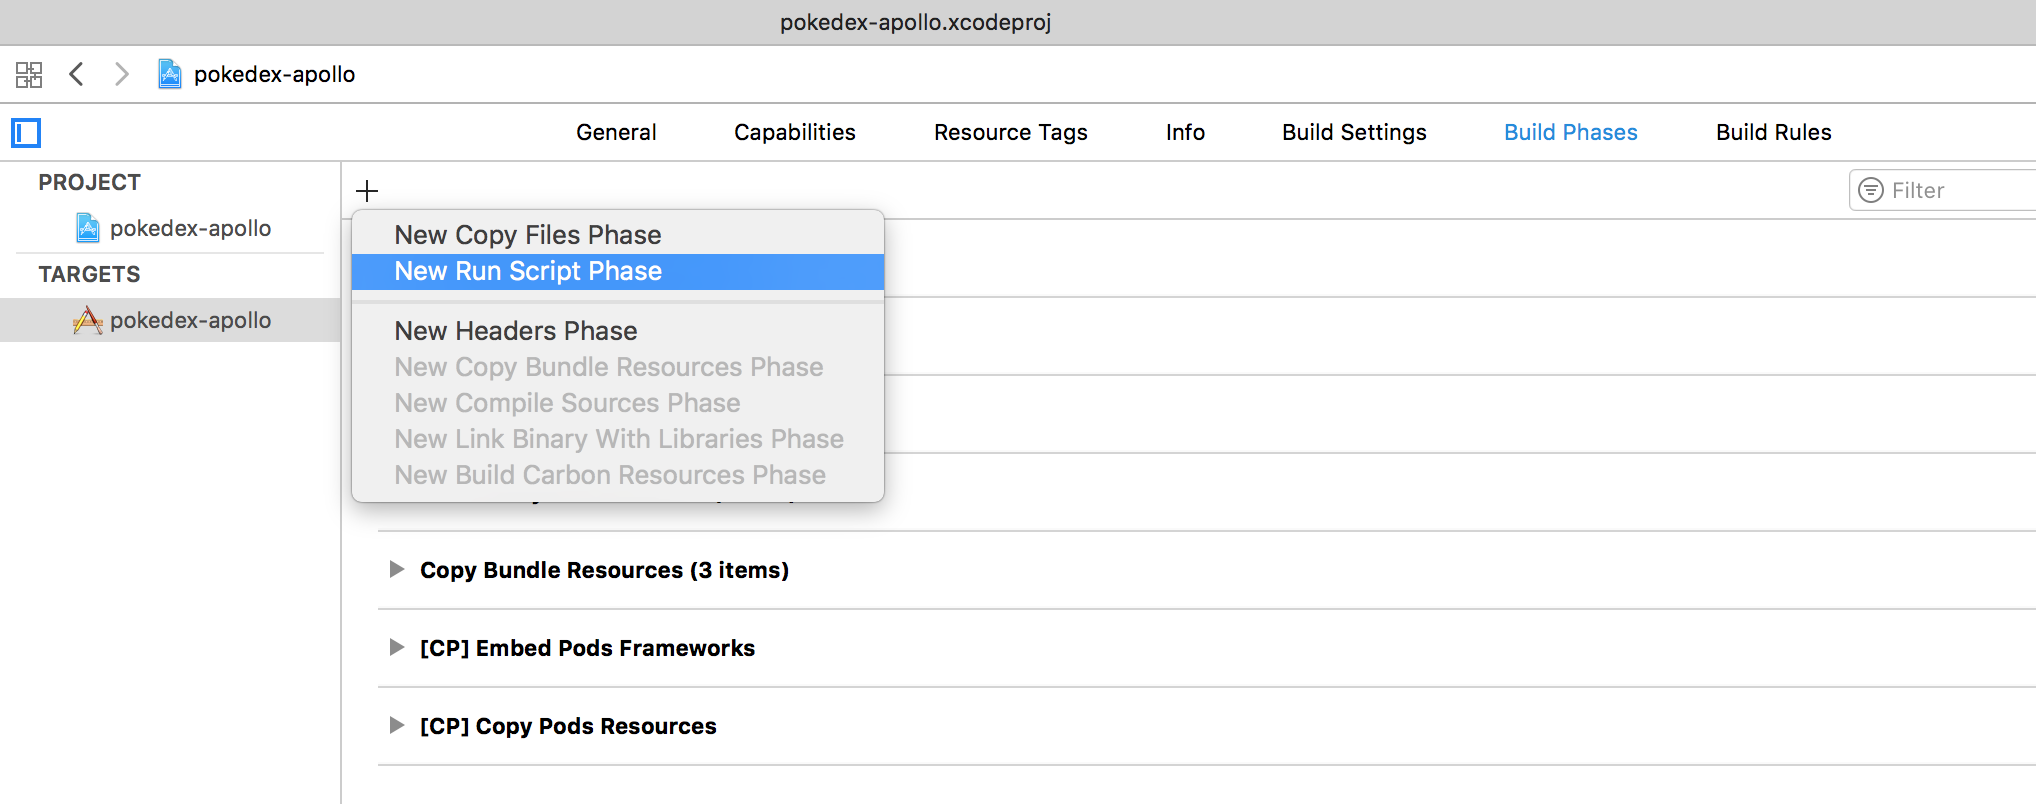 pokedex-apollo.xcodeproj
pokedex-apollo
General Capabilities Resource Tags Info Build Settings Build Phases Build Rules
PROJECT
pokedex-apollo
TARGETS
pokedex-apollo
Filter
New Copy Files Phase
New Run Script Phase
New Headers Phase
New Copy Bundle Resources Phase
New Compile Sources Phase
New Link Binary With Libraries Phase
New Build Carbon Resources Phase
Copy Bundle Resources (3 items)
[CP] Embed Pods Frameworks
[CP] Copy Pods Resources